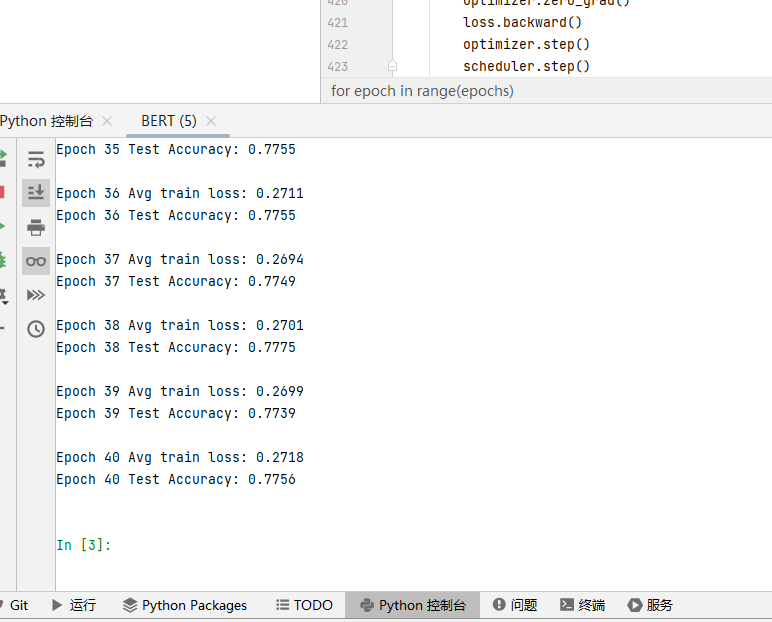 420 optimizer.zero_grad()
421 loss.backward()
422 optimizer.step()
423 scheduler.step()
for epoch in range(epochs)
Python 控制台 BERT (5)
Epoch 35 Test Accuracy: 0.7755
Epoch 36 Avg train loss: 0.2711
Epoch 36 Test Accuracy: 0.7755
Epoch 37 Avg train loss: 0.2694
Epoch 37 Test Accuracy: 0.7749
Epoch 38 Avg train loss: 0.2701
Epoch 38 Test Accuracy: 0.7775
Epoch 39 Avg train loss: 0.2699
Epoch 39 Test Accuracy: 0.7739
Epoch 40 Avg train loss: 0.2718
Epoch 40 Test Accuracy: 0.7756
In [3]:
Git 运行 Python Packages TODO Python 控制台 问题 终端 服务